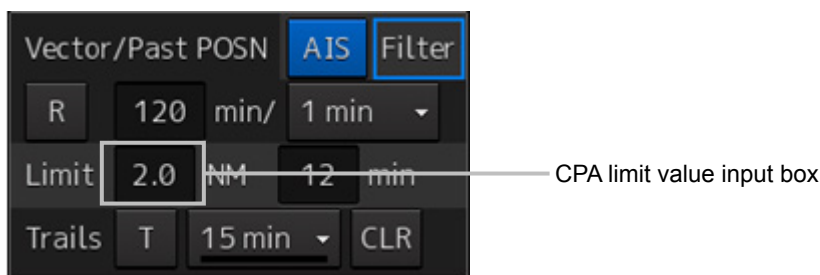 Vector/Past POSN AIS Filter
R 120 min/ 1 min
Limit 2.0 NM 12 min CPA limit value input box
Trails T 15 min CLR